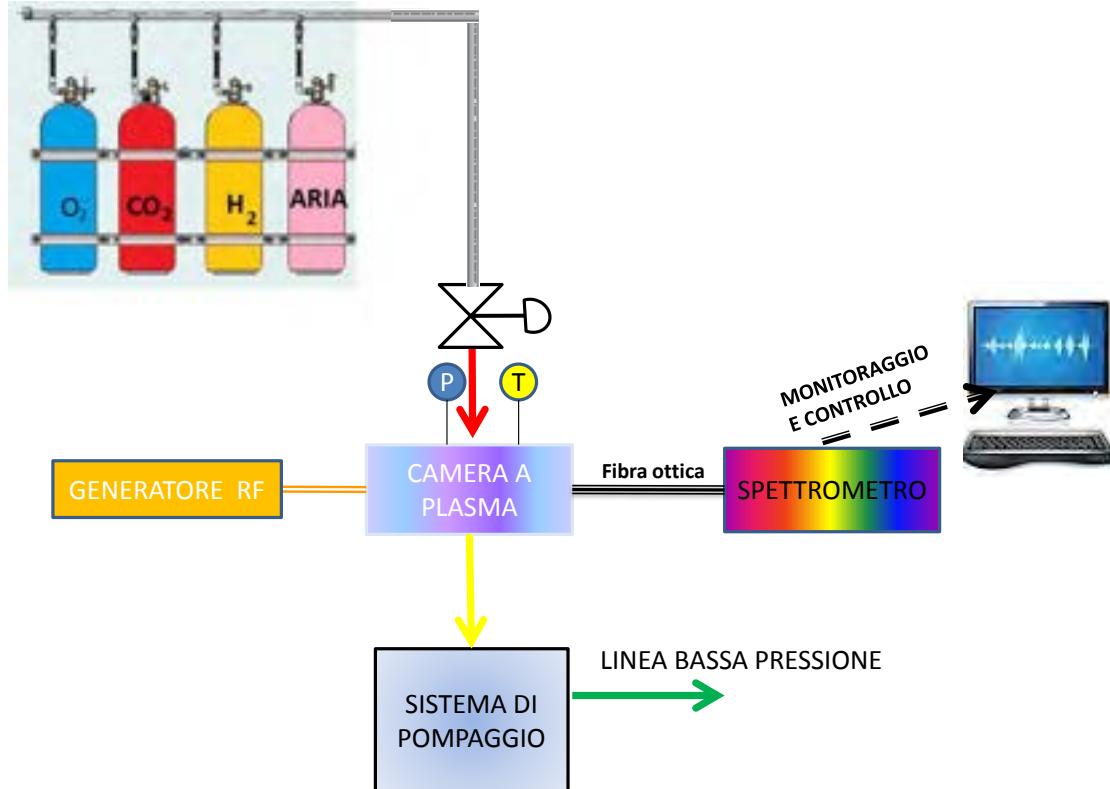 O2
CO2
H2
ARIA
P
T
MONITORAGGIO
E CONTROLLO
GENERATORE RF
CAMERA A
PLASMA
Fibra ottica
SPETTROMETRO
LINEA BASSA PRESSIONE
SISTEMA DI
POMPAGGIO